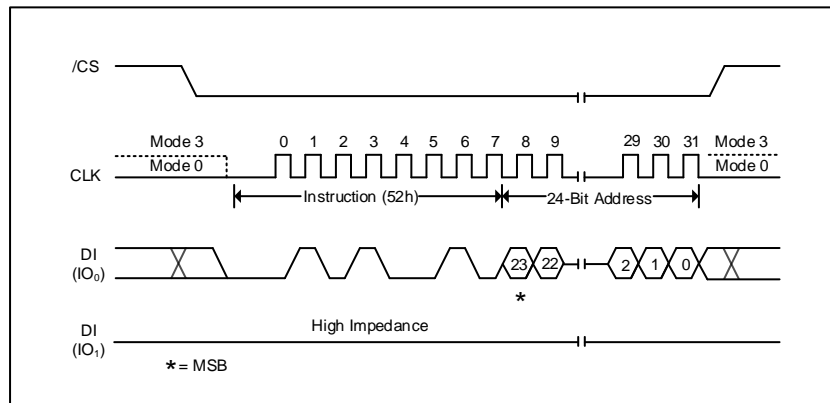 /CS
Mode 3
Mode 0
CLK
0 1 2 3 4 5 6 7 8 9 29 30 31
Mode 3
Mode 0
Instruction (52h)
24-Bit Address
DI
(IO₀)
23 22 2 1 0
*
DI
(IO₁)
High Impedance
* = MSB